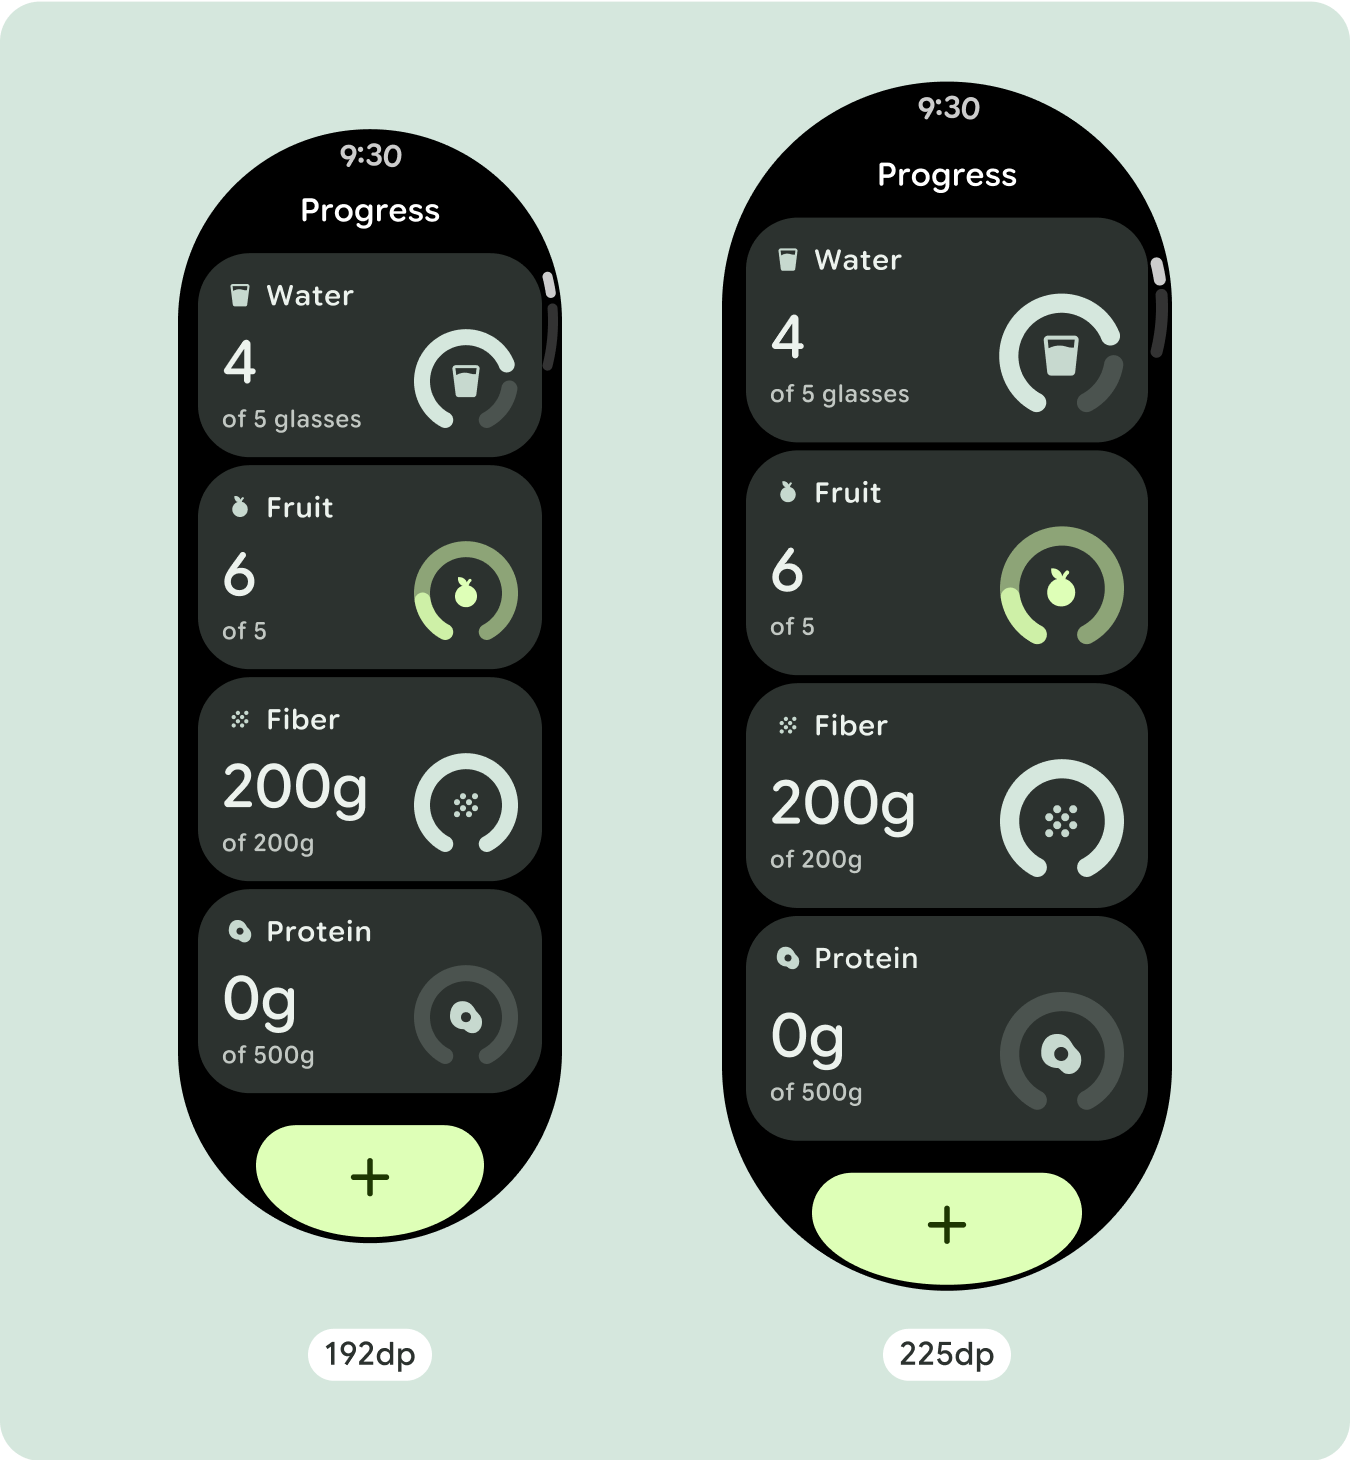 9:30
Progress
Water
4
of 5 glasses
Fruit
6
of 5
Fiber
200g
of 200g
Protein
0g
of 500g
192dp
9:30
Progress
Water
4
of 5 glasses
Fruit
6
of 5
Fiber
200g
of 200g
Protein
0g
of 500g
225dp